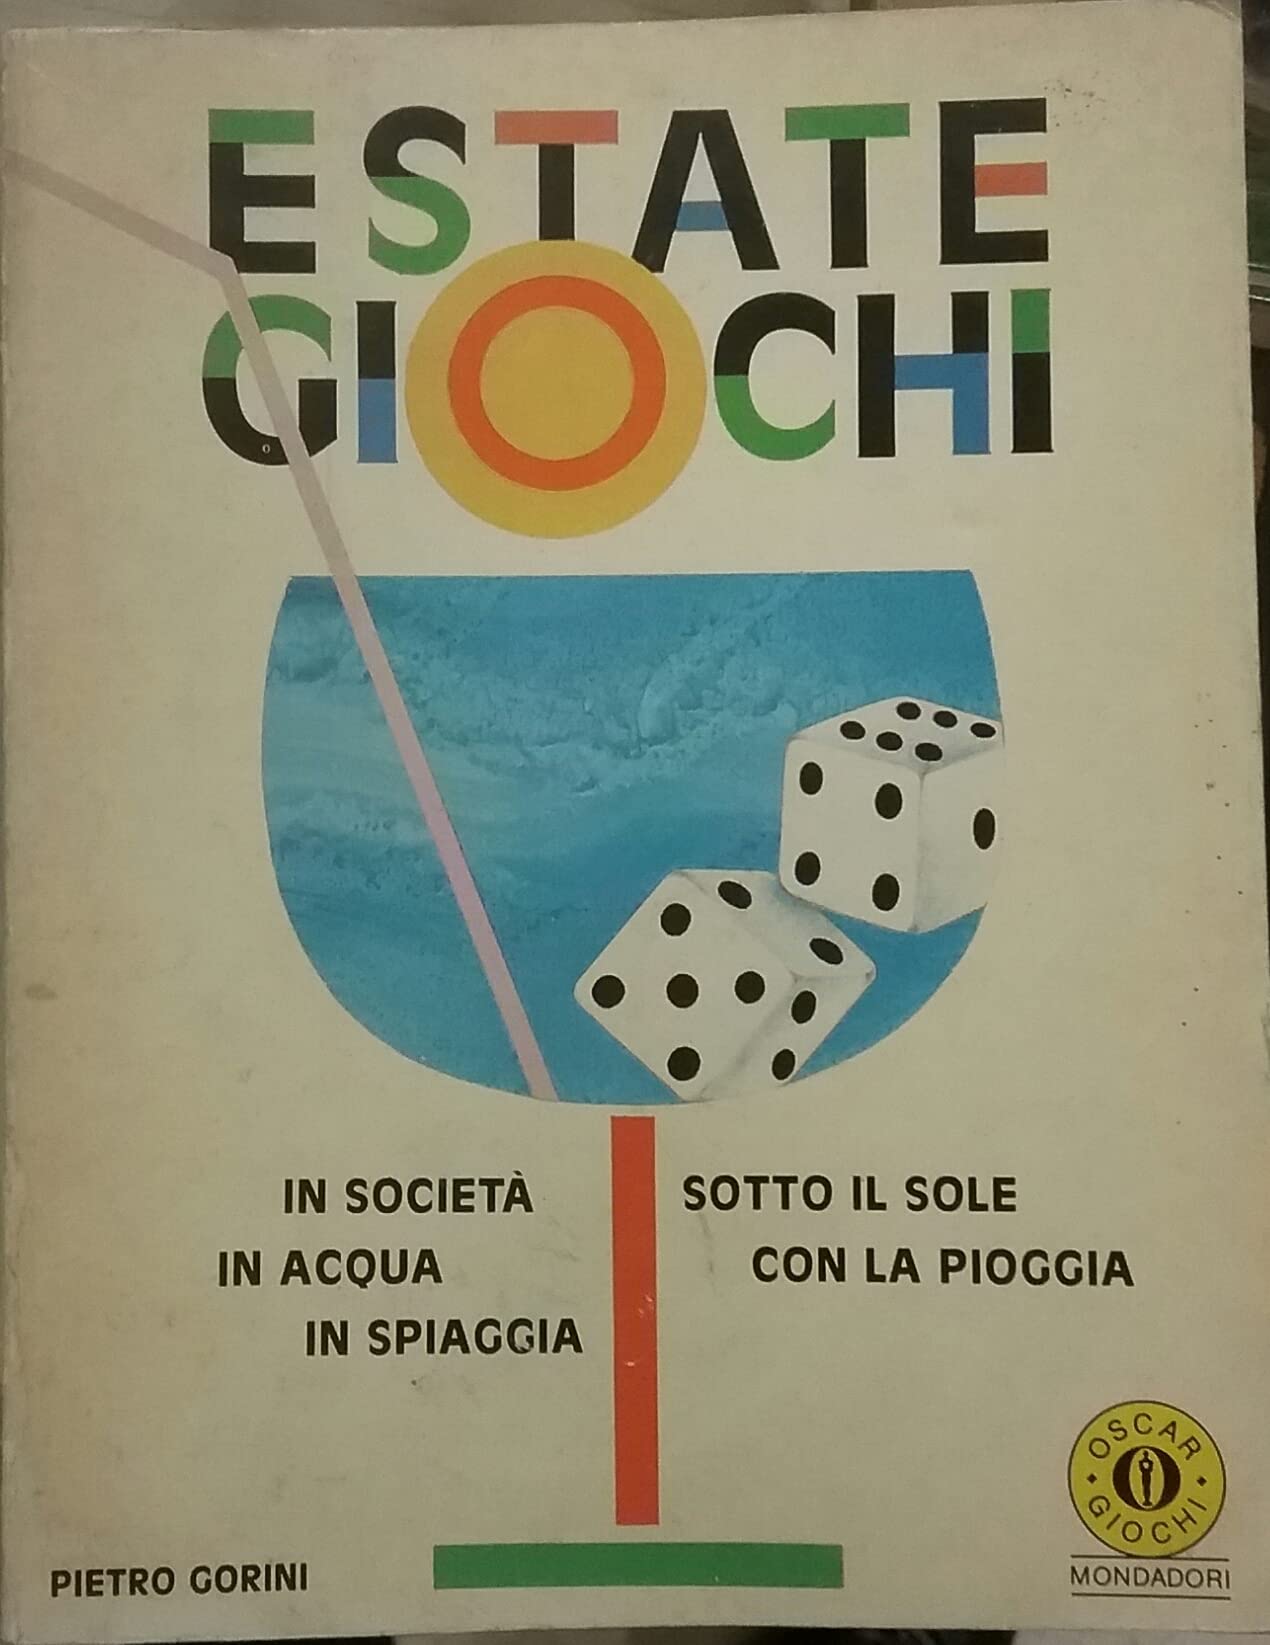 ESTATE
GIOCHI
IN SOCIETÀ
IN ACQUA
IN SPIAGGIA
SOTTO IL SOLE
CON LA PIOGGIA
PIETRO GORINI
OSCAR
GIOCHI
MONDADORI